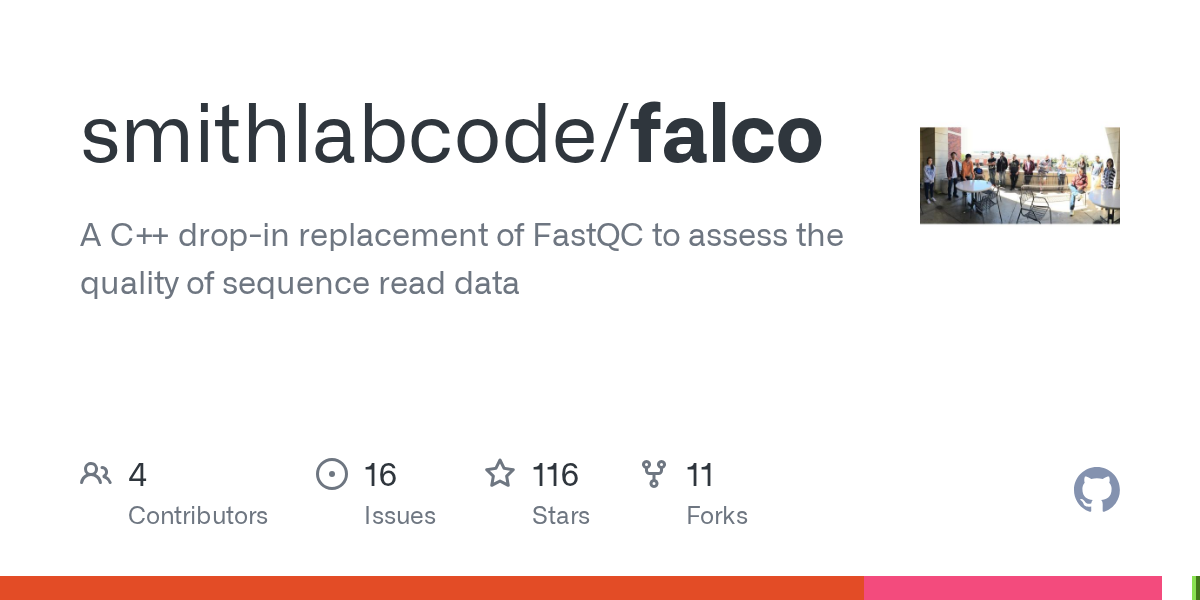 smithlabcode/falco
A C++ drop-in replacement of FastQC to assess the
quality of sequence read data
4
Contributors
16
Issues
116
Stars
11
Forks